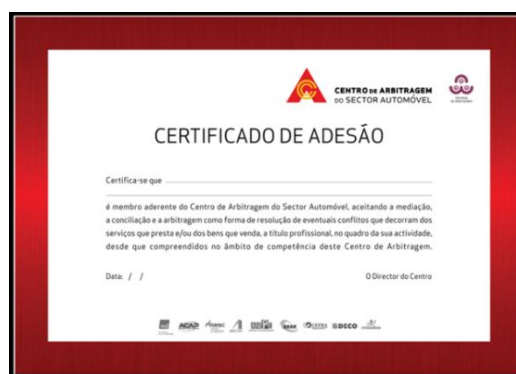 CENTRO DE ARBITRAGEM
DO SECTOR AUTOMÓVEL
CERTIFICADO DE ADESÃO
Certifica-se que
é membro aderente do Centro de Arbitragem do Sector Automóvel, aceitando a mediação,
a conciliação e a arbitragem como forma de resolução de eventuais conflitos que decorram dos
serviços que presta e/ou dos bens que venda, a título profissional, no quadro da sua actividade,
desde que compreendidos no âmbito de competência deste Centro de Arbitragem.
Data: / /
O Director do Centro
ACAP
DECO